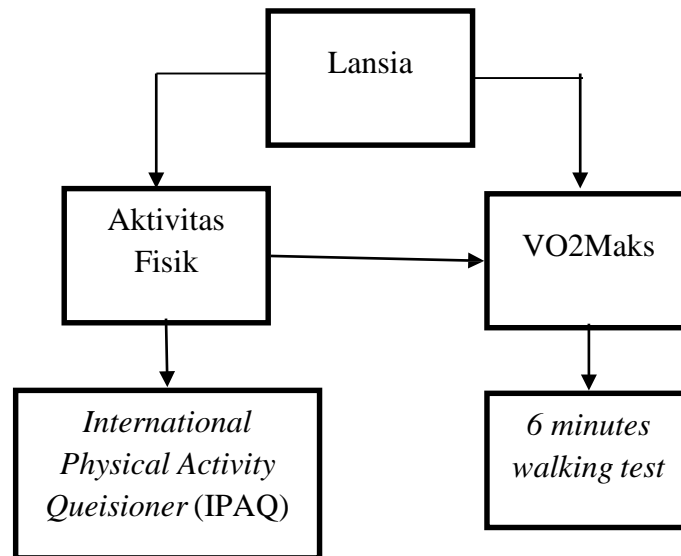 Lansia
Aktivitas
Fisik
VO2Maks
International
Physical Activity
Queisioner (IPAQ)
6 minutes
walking test